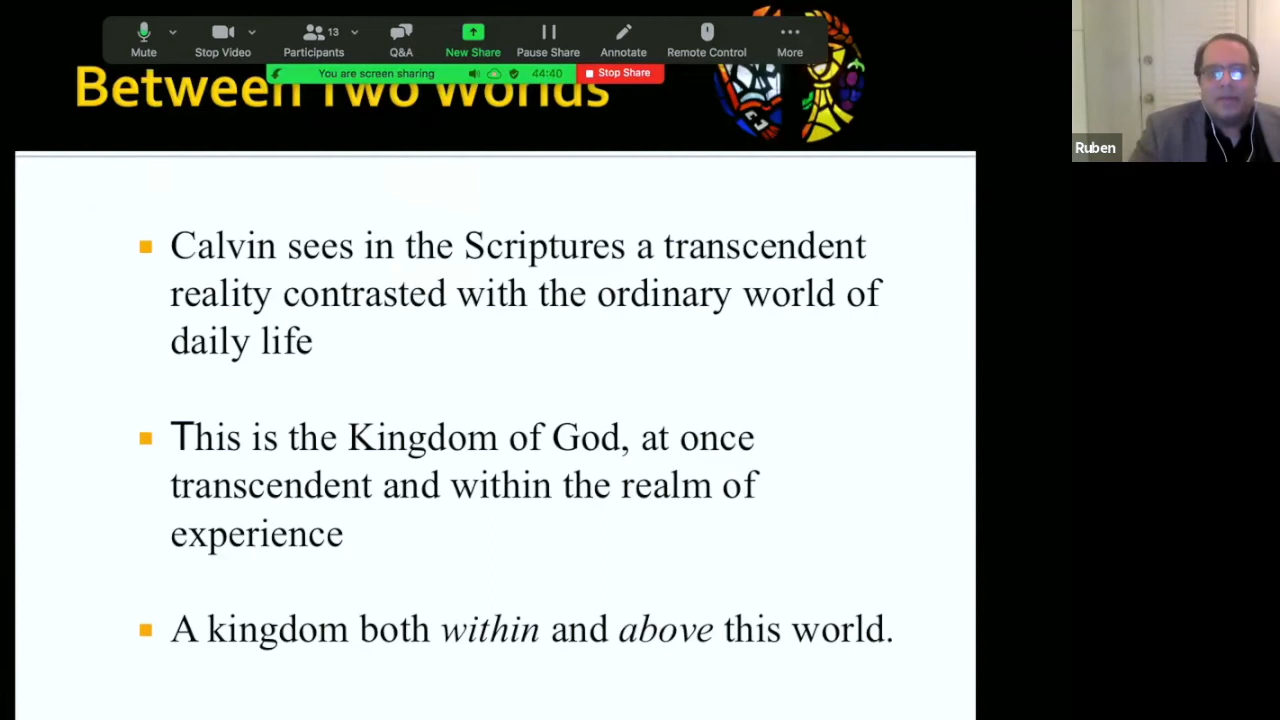 13
Mute
Stop Video
Participants
Q&A
New Share
Pause Share
Annotate
Remote Control
More
You are screen sharing
44:40
Stop Share
Between Two Worlds
Ruben
Calvin sees in the Scriptures a transcendent
reality contrasted with the ordinary world of
daily life
This is the Kingdom of God, at once
transcendent and within the realm of
experience
A kingdom both within and above this world.